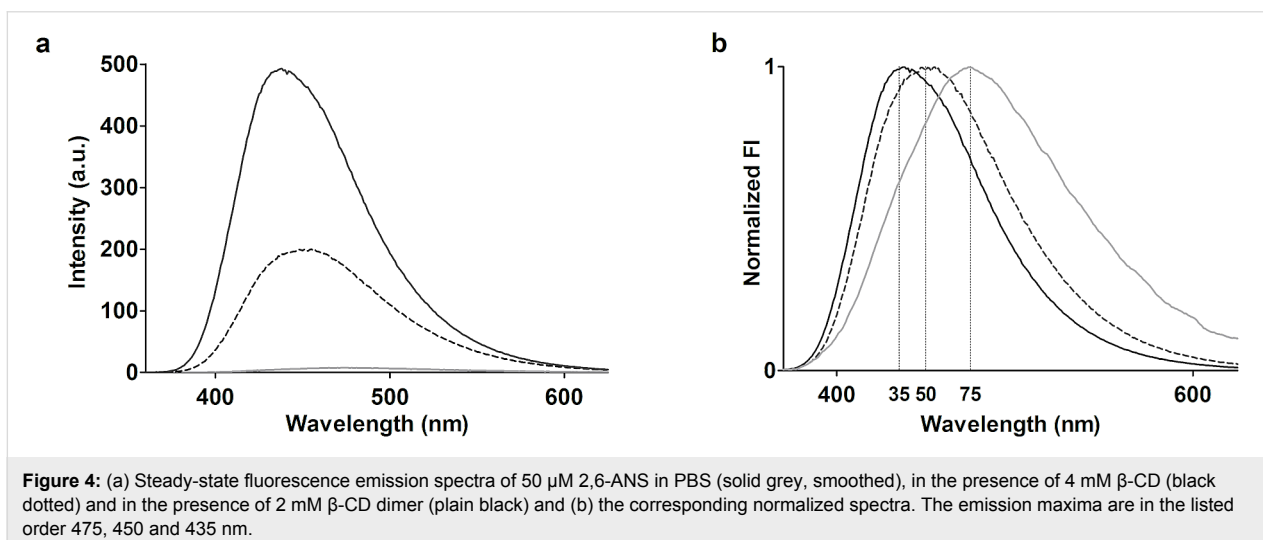 a
500
400
300
200
100
0
Intensity (a.u.)
400 500 600
Wavelength (nm)
b
1
0
Normalized FI
400 35 50 75 600
Wavelength (nm)
Figure 4: (a) Steady-state fluorescence emission spectra of 50 µM 2,6-ANS in PBS (solid grey, smoothed), in the presence of 4 mM β-CD (black
dotted) and in the presence of 2 mM β-CD dimer (plain black) and (b) the corresponding normalized spectra. The emission maxima are in the listed
order 475, 450 and 435 nm.